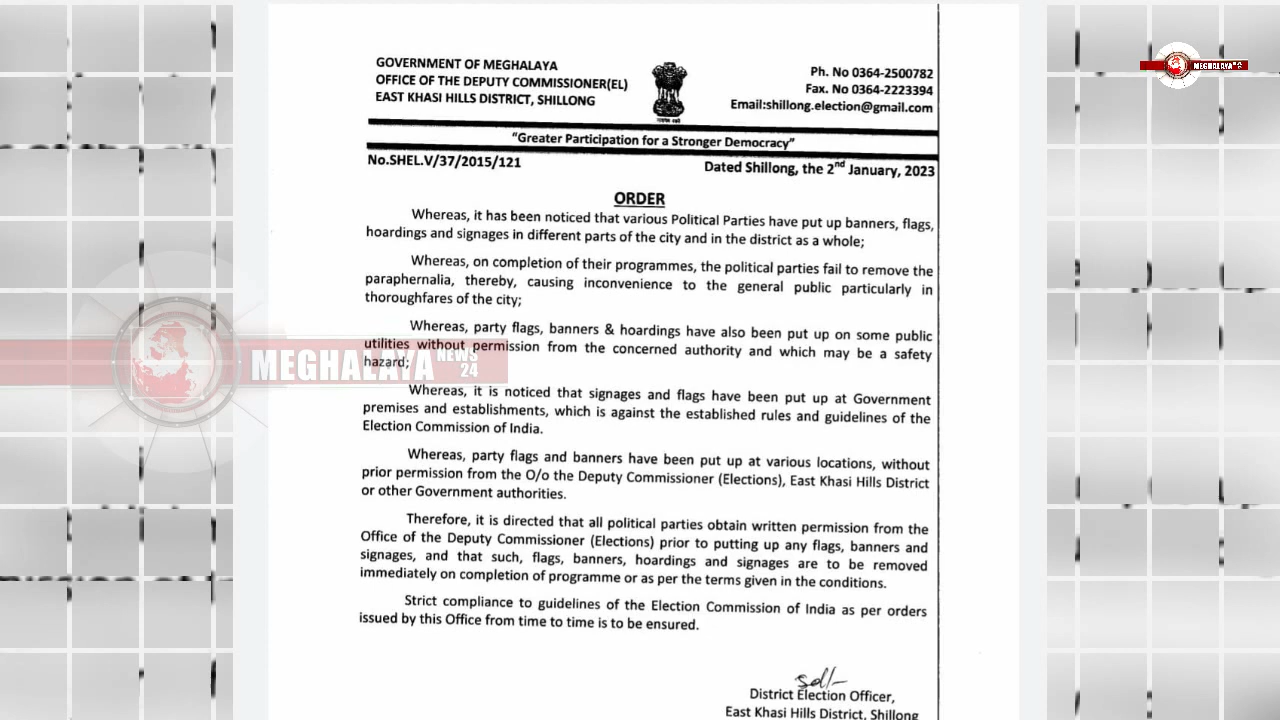 GOVERNMENT OF MEGHALAYA
OFFICE OF THE DEPUTY COMMISSIONER(EL)
EAST KHASI HILLS DISTRICT, SHILLONG
Ph. No 0364-2500782
Fax. No 0364-2223394
Email:shillong.election@gmail.com
"Greater Participation for a Stronger Democracy"
No.SHEL.V/37/2015/121
Dated Shillong, the 2nd January, 2023
ORDER
Whereas, it has been noticed that various Political Parties have put up banners, flags,
hoardings and signages in different parts of the city and in the district as a whole;
Whereas, on completion of their programmes, the political parties fail to remove the
paraphernalia, thereby, causing inconvenience to the general public particularly in
thoroughfares of the city;
Whereas, party flags, banners & hoardings have also been put up on some public
utilities without permission from the concerned authority and which may be a safety
hazard;
Whereas, it is noticed that signages and flags have been put up at Government
premises and establishments, which is against the established rules and guidelines of the
Election Commission of India.
Whereas, party flags and banners have been put up at various locations, without
prior permission from the O/o the Deputy Commissioner (Elections), East Khasi Hills District
or other Government authorities.
Therefore, it is directed that all political parties obtain written permission from the
Office of the Deputy Commissioner (Elections) prior to putting up any flags, banners and
signages, and that such, flags, banners, hoardings and signages are to be removed
immediately on completion of programme or as per the terms given in the conditions.
Strict compliance to guidelines of the Election Commission of India as per orders
issued by this Office from time to time is to be ensured.
sd/-
District Election Officer,
East Khasi Hills District, Shillong
MEGHALAYA NEWS 24
MEGHALAYA